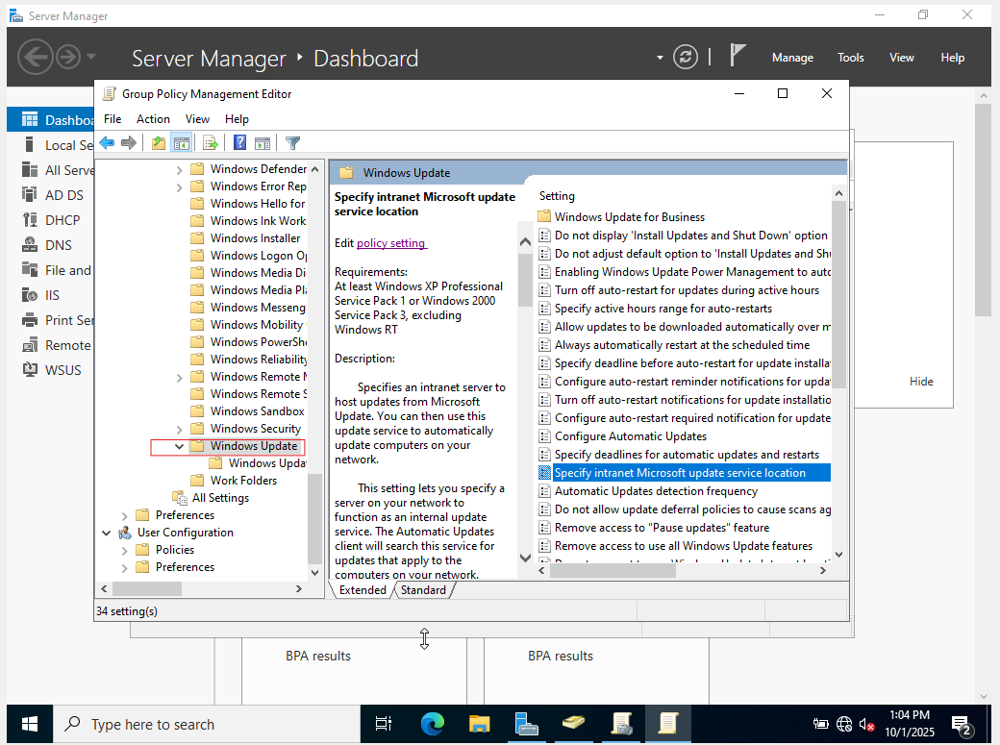 Server Manager
Server Manager ‣ Dashboard
Manage Tools View Help
Dashboa
Local Se
All Serve
AD DS
DHCP
DNS
File and
IIS
Print Ser
Remote
WSUS
Group Policy Management Editor
File Action View Help
Windows Defender
Windows Error Rep
Windows Hello for
Windows Ink Work
Windows Installer
Windows Logon Op
Windows Media Di
Windows Media Pla
Windows Messeng
Windows Mobility
Windows PowerShe
Windows Reliability
Windows Remote M
Windows Remote S
Windows Sandbox
Windows Security
Windows Update
Windows Updat
Work Folders
All Settings
Preferences
User Configuration
Policies
Preferences
Windows Update
Specify intranet Microsoft update
service location
Edit policy setting
Requirements:
At least Windows XP Professional
Service Pack 1 or Windows 2000
Service Pack 3, excluding
Windows RT
Description:
Specifies an intranet server to
host updates from Microsoft
Update. You can then use this
update service to automatically
update computers on your
network.
This setting lets you specify a
server on your network to
function as an internal update
service. The Automatic Updates
client will search this service for
updates that apply to the
computers on your network.
Setting
Windows Update for Business
Do not display 'Install Updates and Shut Down' option
Do not adjust default option to 'Install Updates and Shu
Enabling Windows Update Power Management to auto
Turn off auto-restart for updates during active hours
Specify active hours range for auto-restarts
Allow updates to be downloaded automatically over m
Always automatically restart at the scheduled time
Specify deadline before auto-restart for update installa
Configure auto-restart reminder notifications for updat
Turn off auto-restart notifications for update installatio
Configure auto-restart required notification for update
Configure Automatic Updates
Specify deadlines for automatic updates and restarts
Specify intranet Microsoft update service location
Automatic Updates detection frequency
Do not allow update deferral policies to cause scans ag
Remove access to "Pause updates" feature
Remove access to use all Windows Update features
Extended Standard
34 setting(s)
Hide
BPA results BPA results
Type here to search
1:04 PM
10/1/2025
2